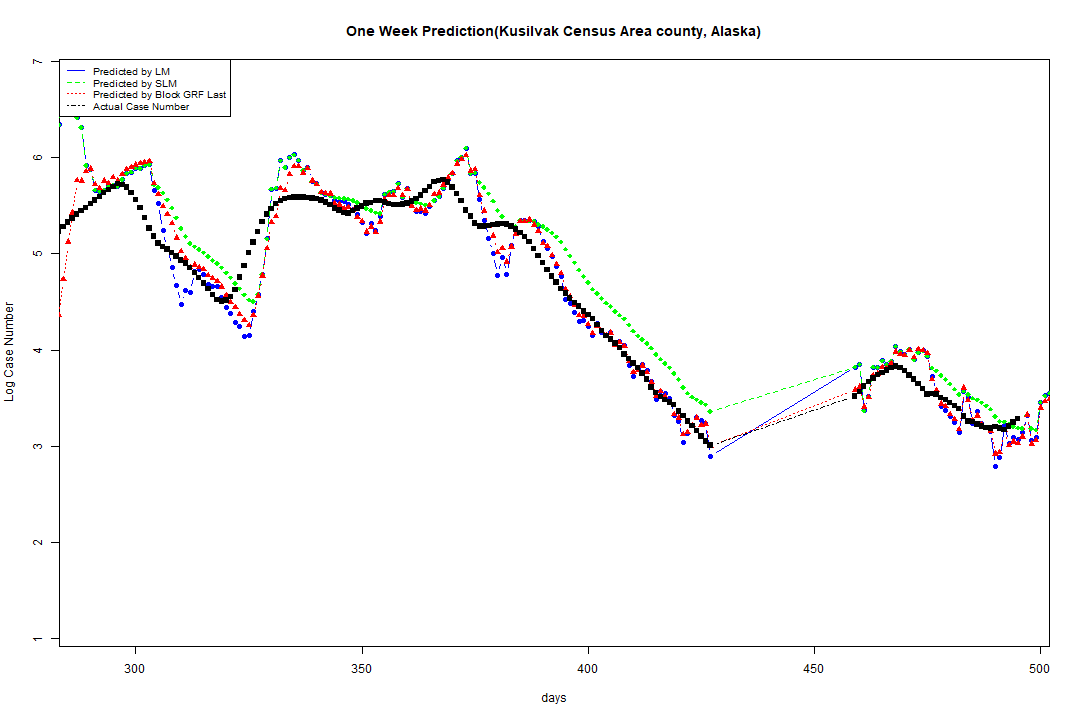 One Week Prediction(Kusilvak Census Area county, Alaska)
7
Predicted by LM
Predicted by SLM
Predicted by Block GRF Last
Actual Case Number
6
5
4
3
2
1
Log Case Number
300 350 400 450 500
days